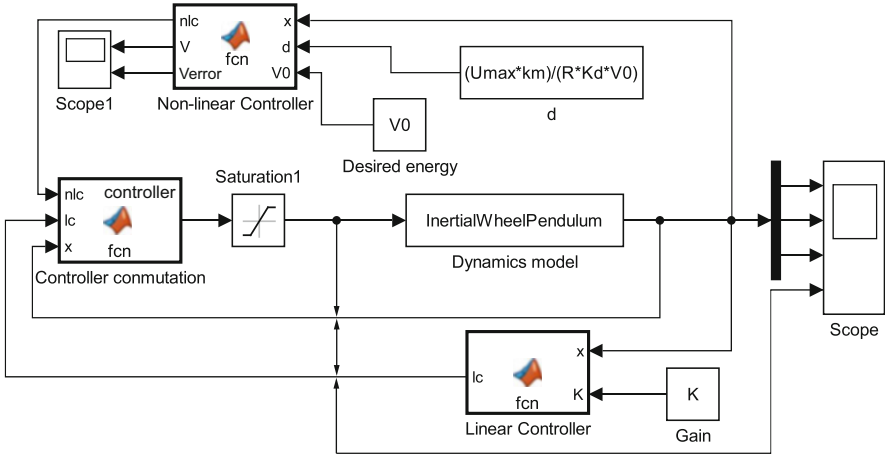 nlc
V
Verror
fcn
x
d
V0
Scope1
Non-linear Controller
(Umax*km)/(R*Kd*V0)
d
V0
Desired energy
nlc
lc
x
controller
fcn
Controller conmutation
Saturation1
InertialWheelPendulum
Dynamics model
Scope
lc
x
K
fcn
Linear Controller
K
Gain